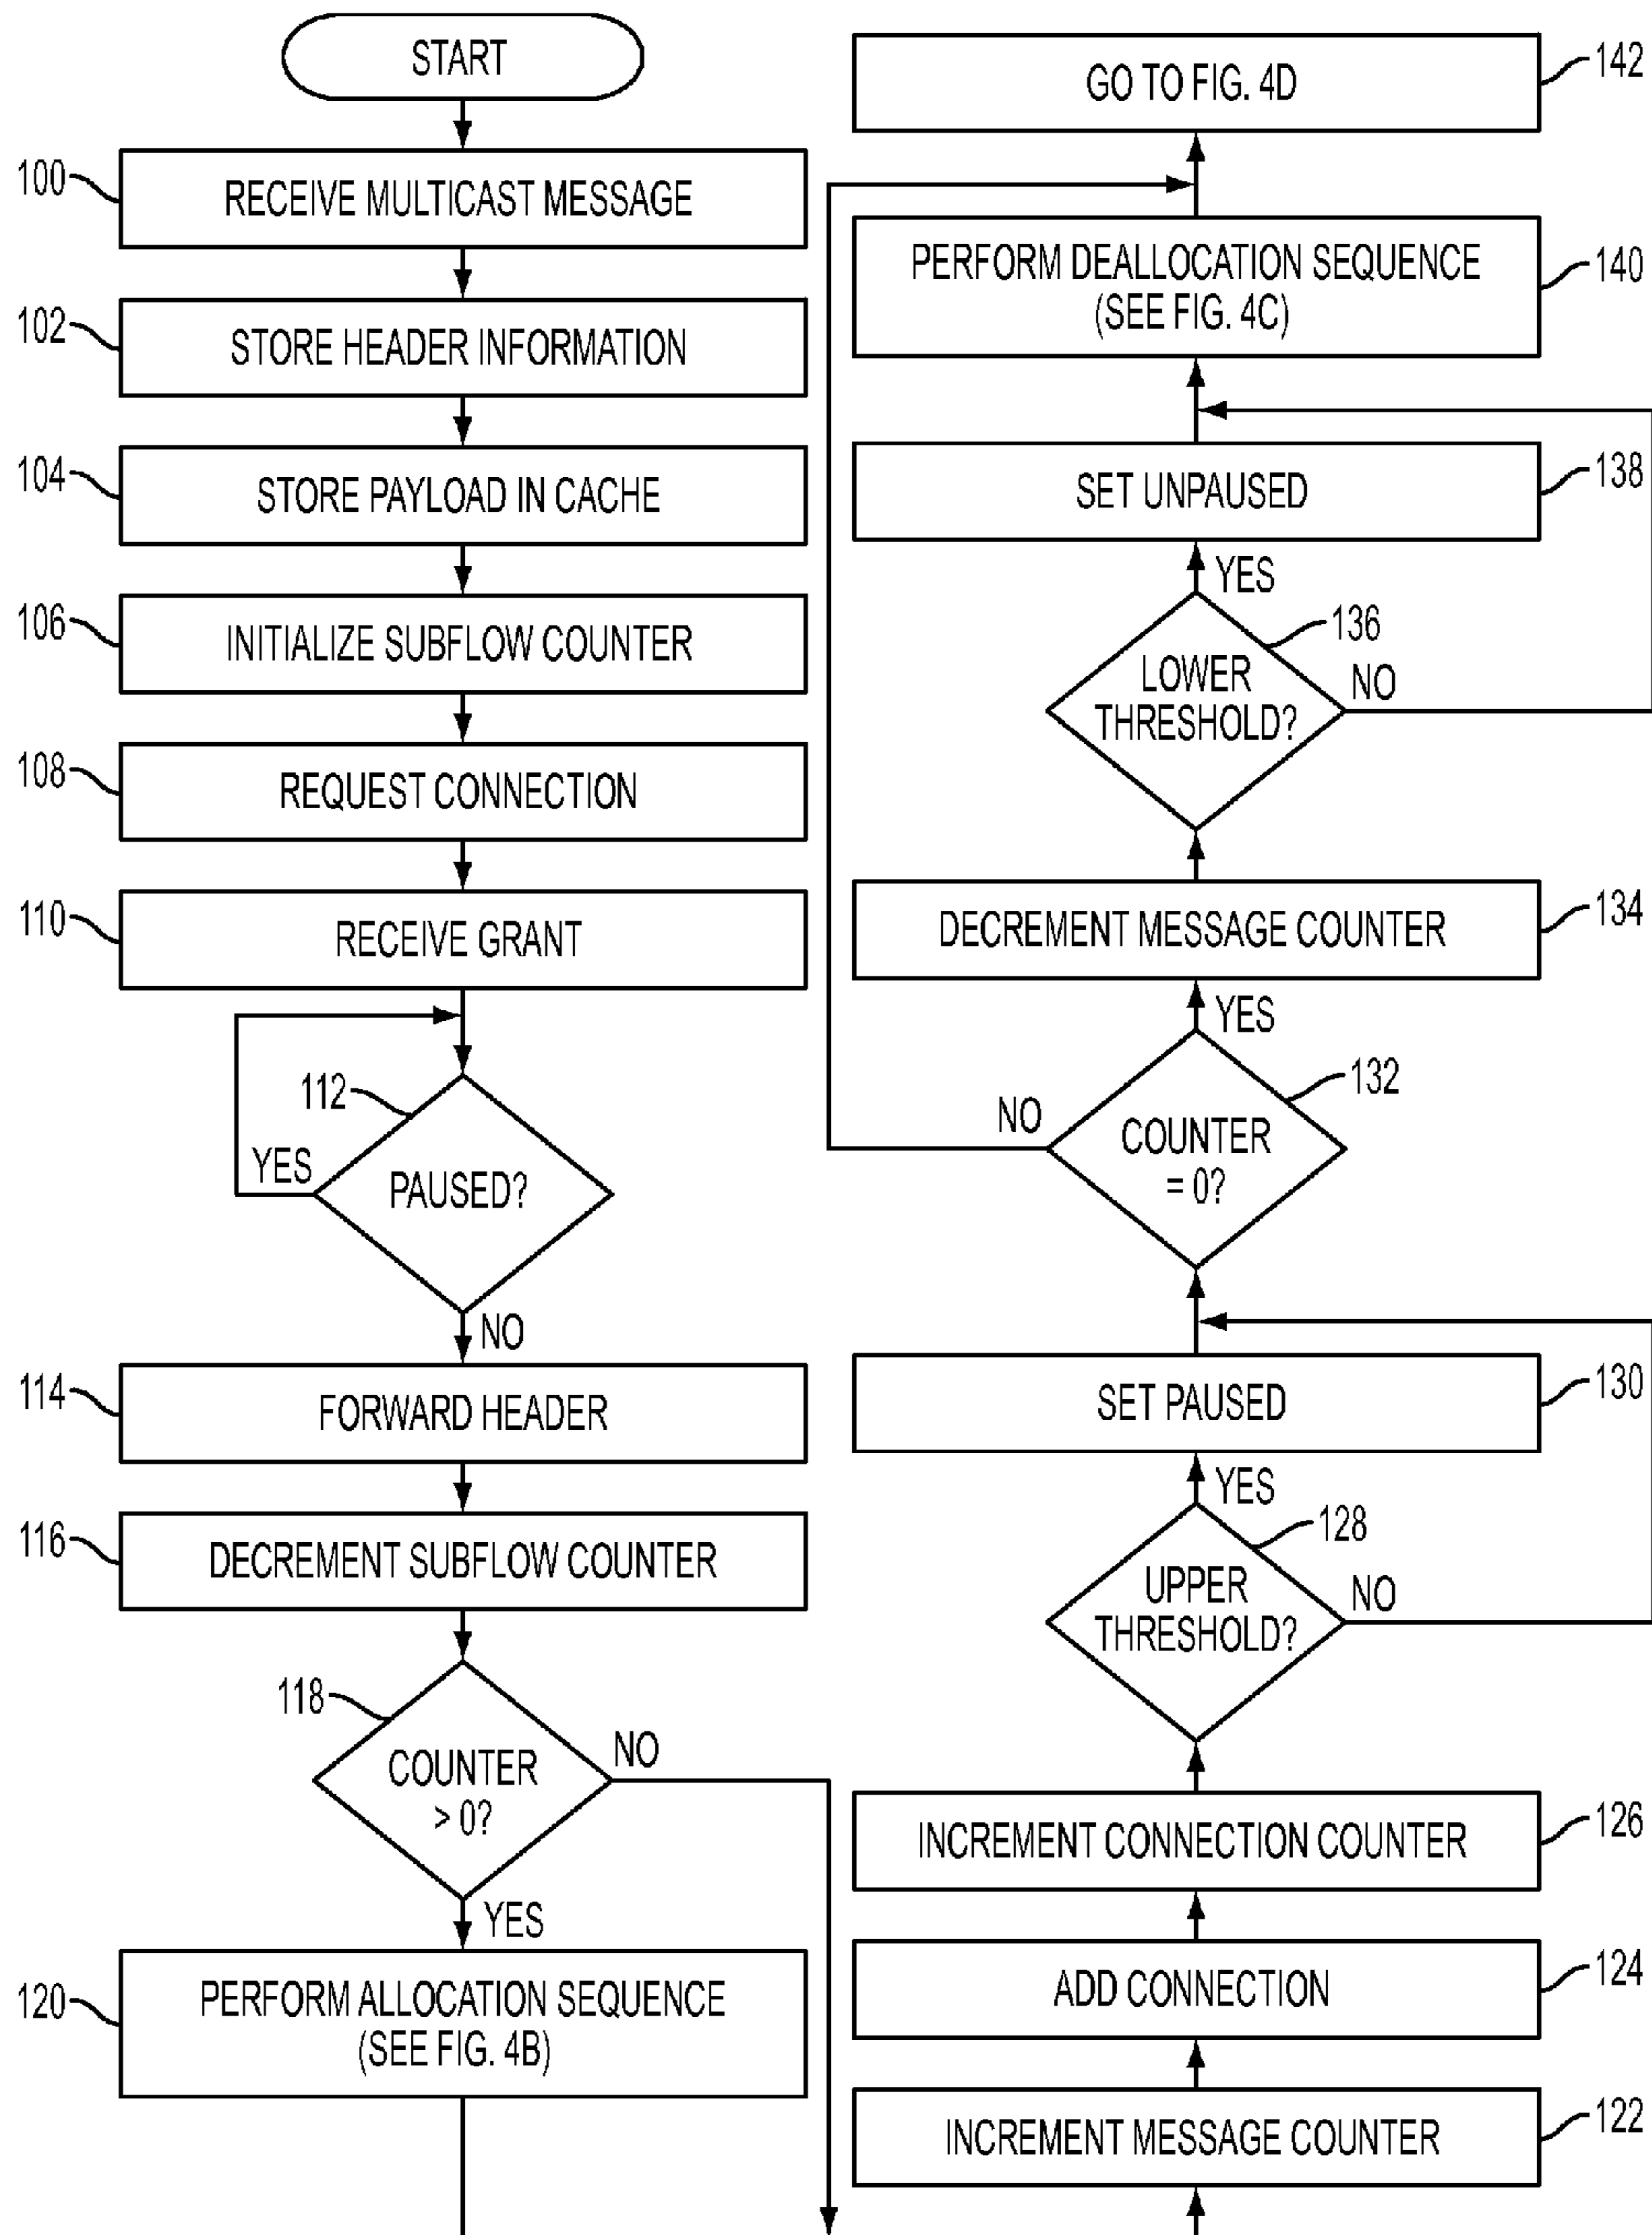 START
100
RECEIVE MULTICAST MESSAGE
102
STORE HEADER INFORMATION
104
STORE PAYLOAD IN CACHE
106
INITIALIZE SUBFLOW COUNTER
108
REQUEST CONNECTION
110
RECEIVE GRANT
112
YES
PAUSED?
NO
114
FORWARD HEADER
116
DECREMENT SUBFLOW COUNTER
118
COUNTER
> 0?
NO
YES
120
PERFORM ALLOCATION SEQUENCE
(SEE FIG. 4B)
GO TO FIG. 4D
142
PERFORM DEALLOCATION SEQUENCE
(SEE FIG. 4C)
140
SET UNPAUSED
138
YES
136
LOWER
THRESHOLD?
NO
DECREMENT MESSAGE COUNTER
134
YES
132
NO
COUNTER
= 0?
SET PAUSED
130
YES
128
UPPER
THRESHOLD?
NO
INCREMENT CONNECTION COUNTER
126
ADD CONNECTION
124
INCREMENT MESSAGE COUNTER
122